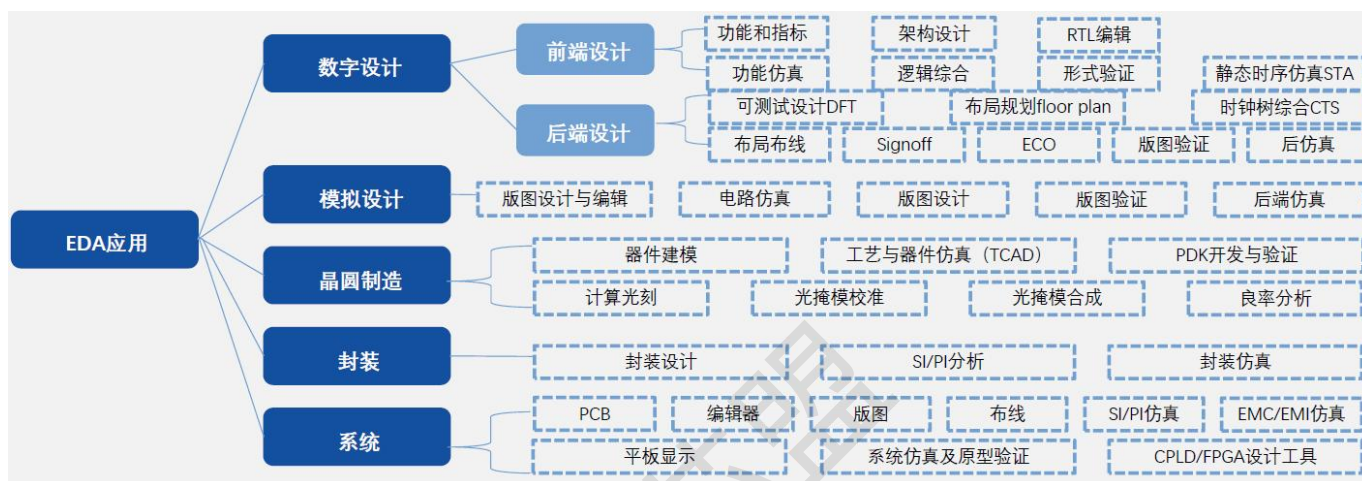 EDA应用
数字设计
前端设计
功能和指标 架构设计 RTL编辑
功能仿真 逻辑综合 形式验证 静态时序仿真STA
后端设计
可测试设计DFT 布局规划floor plan 时钟树综合CTS
布局布线 Signoff ECO 版图验证 后仿真
模拟设计
版图设计与编辑 电路仿真 版图设计 版图验证 后端仿真
晶圆制造
器件建模 工艺与器件仿真（TCAD） PDK开发与验证
计算光刻 光掩模校准 光掩模合成 良率分析
封装
封装设计 SI/PI分析 封装仿真
系统
PCB 编辑器 版图 布线 SI/PI仿真 EMC/EMI仿真
平板显示 系统仿真及原型验证 CPLD/FPGA设计工具
盟